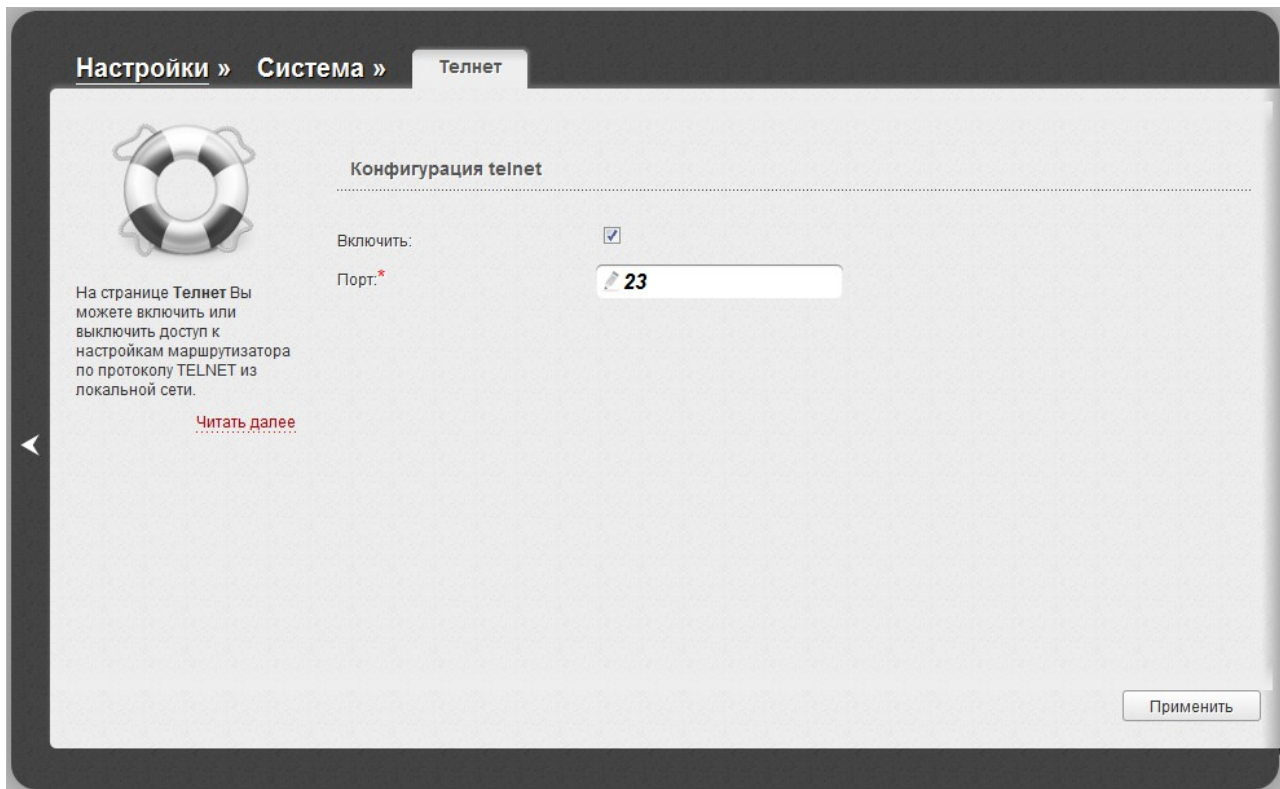 Настройки » Система » Телнет
Конфигурация telnet
Включить:
Порт:* 23
На странице Телнет Вы
можете включить или
выключить доступ к
настройкам маршрутизатора
по протоколу TELNET из
локальной сети.
Читать далее
Применить